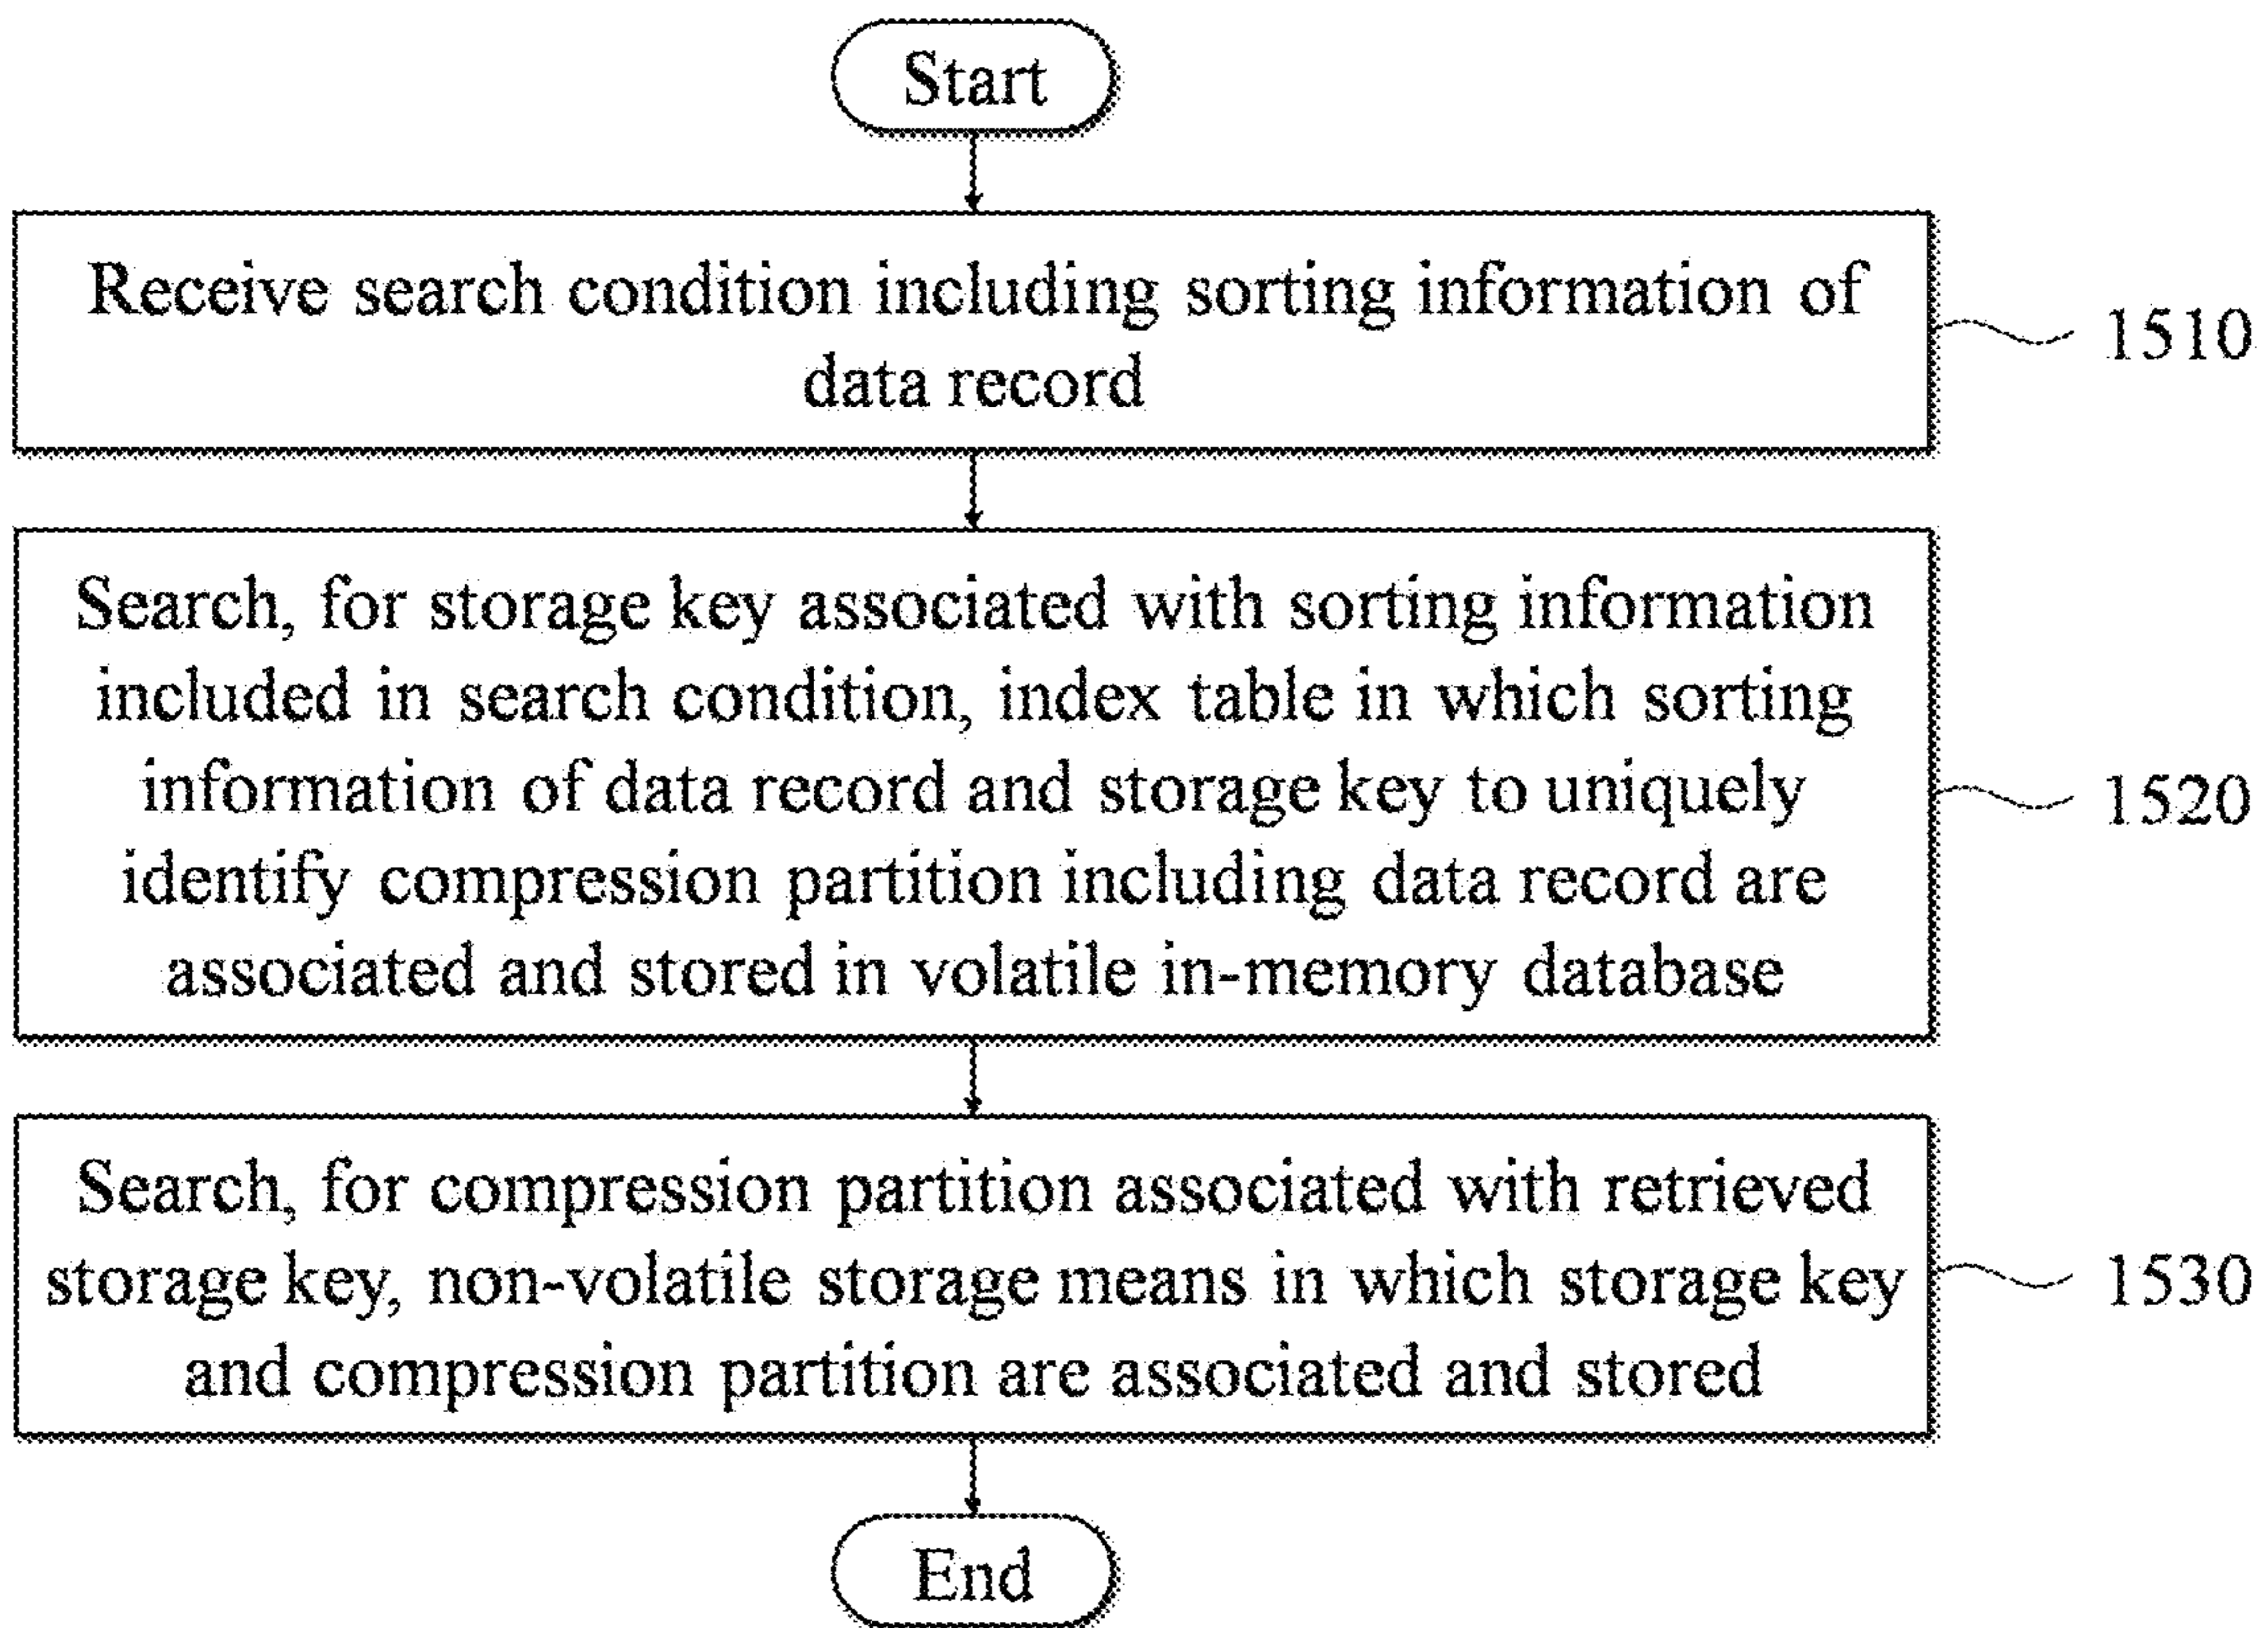 Start
Receive search condition including sorting information of
data record
1510
Search, for storage key associated with sorting information
included in search condition, index table in which sorting
information of data record and storage key to uniquely
identify compression partition including data record are
associated and stored in volatile in-memory database
1520
Search, for compression partition associated with retrieved
storage key, non-volatile storage means in which storage key
and compression partition are associated and stored
1530
End